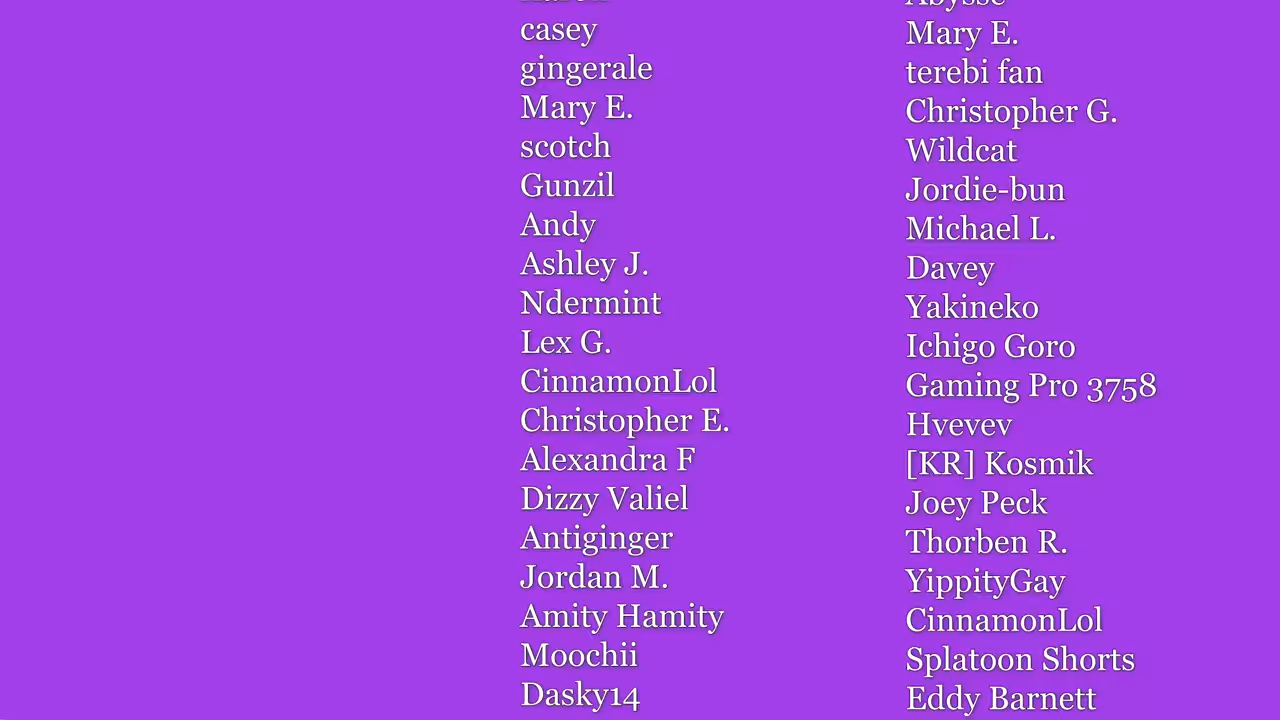 casey
gingerale
Mary E.
scotch
Gunzil
Andy
Ashley J.
Ndermint
Lex G.
CinnamonLol
Christopher E.
Alexandra F
Dizzy Valiel
Antiginger
Jordan M.
Amity Hamity
Moochii
Dasky14
Abysse
Mary E.
terebi fan
Christopher G.
Wildcat
Jordie-bun
Michael L.
Davey
Yakineko
Ichigo Goro
Gaming Pro 3758
Hvevev
[KR] Kosmik
Joey Peck
Thorben R.
YippityGay
CinnamonLol
Splatoon Shorts
Eddy Barnett